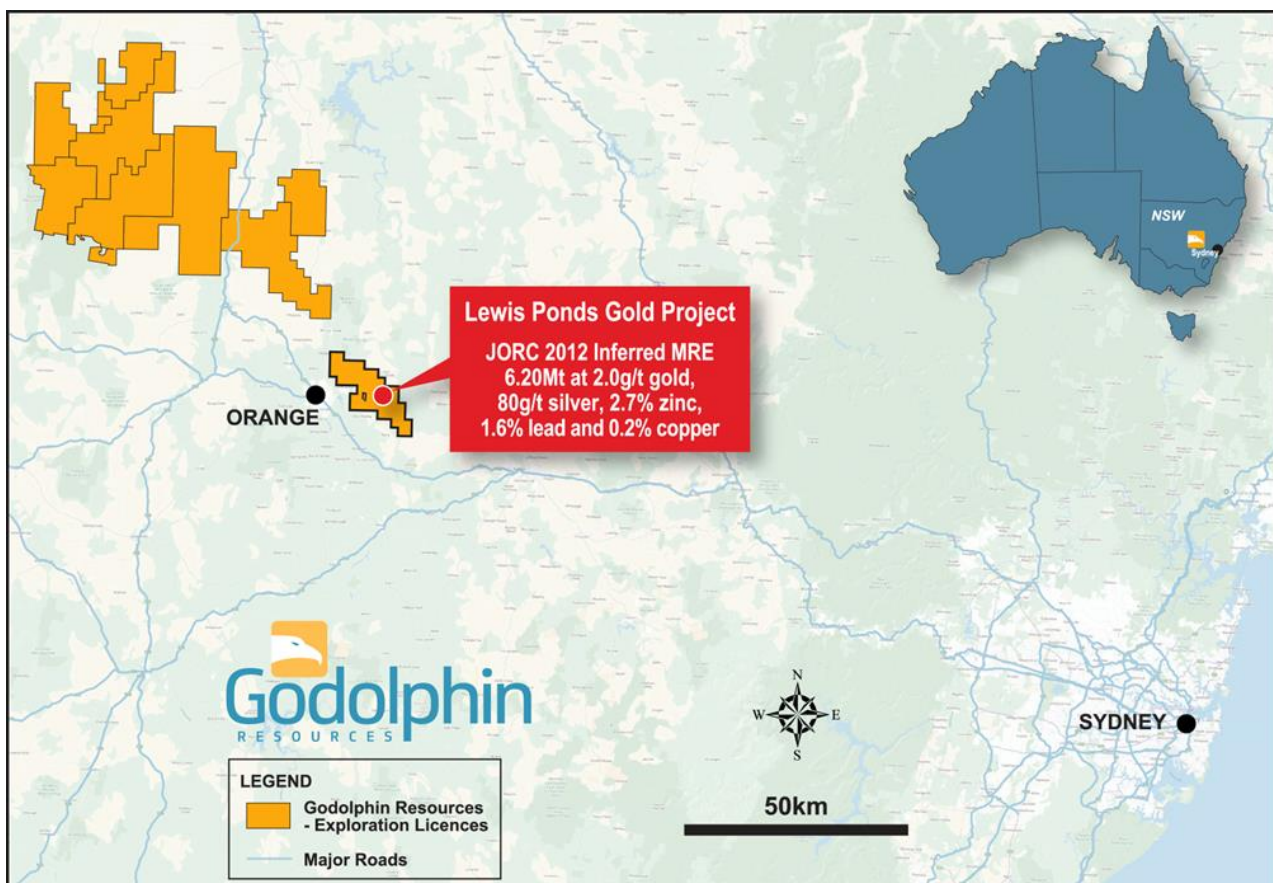 NSW
Sydney
Lewis Ponds Gold Project
JORC 2012 Inferred MRE
6.20Mt at 2.0g/t gold,
80g/t silver, 2.7% zinc,
1.6% lead and 0.2% copper
ORANGE
Godolphin
RESOURCES
N
W E
S
SYDNEY
LEGEND
Godolphin Resources
- Exploration Licences
Major Roads
50km